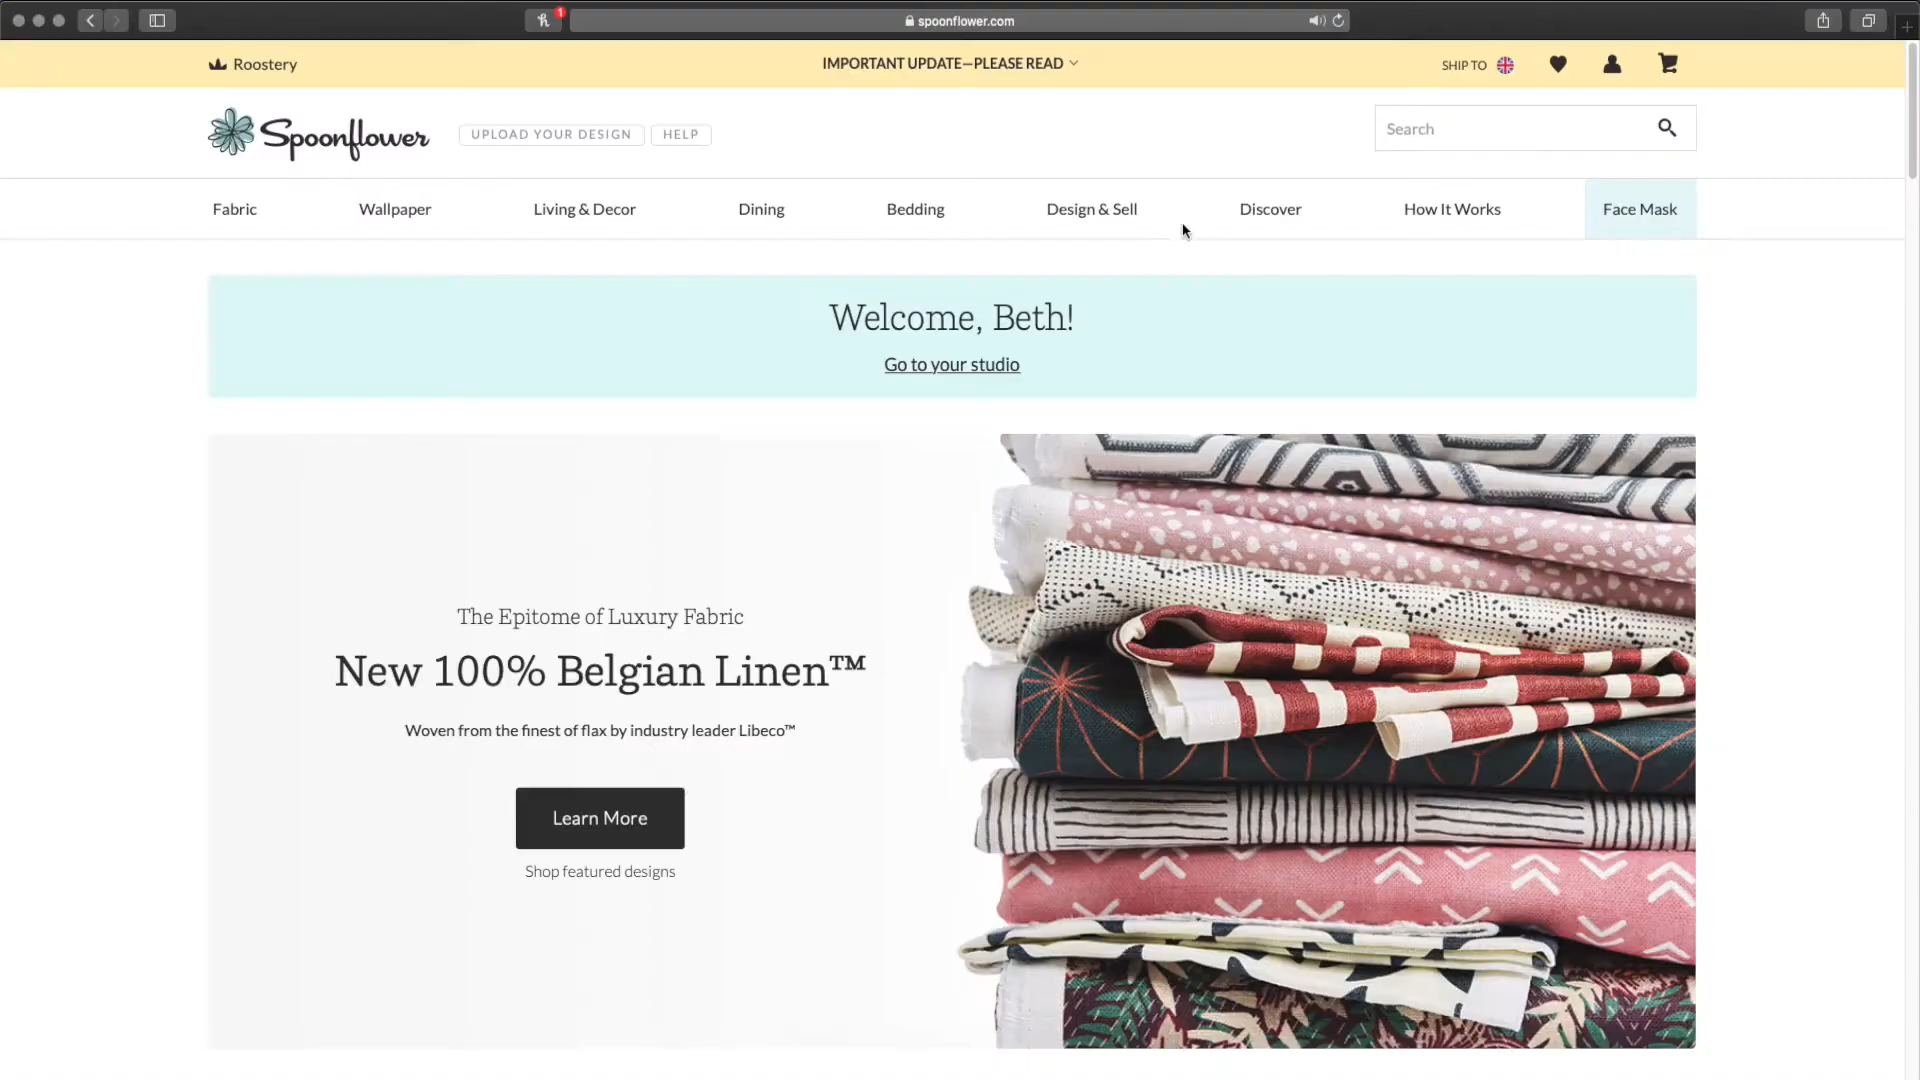 1
spoonflower.com
Roostery
IMPORTANT UPDATE—PLEASE READ
SHIP TO
Spoonflower
UPLOAD YOUR DESIGN
HELP
Search
Fabric
Wallpaper
Living & Decor
Dining
Bedding
Design & Sell
Discover
How It Works
Face Mask
Welcome, Beth!
Go to your studio
The Epitome of Luxury Fabric
New 100% Belgian Linen™
Woven from the finest of flax by industry leader Libeco™
Learn More
Shop featured designs